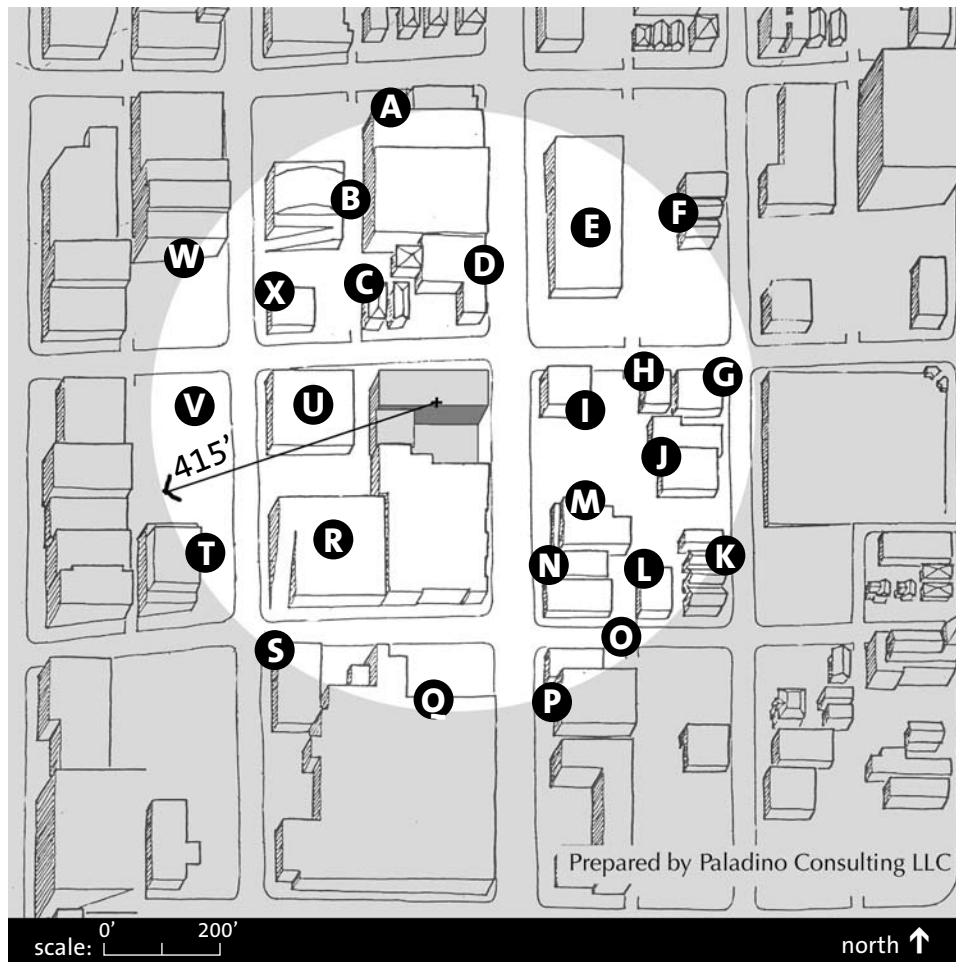 A
B
F
E
W
D
C
X
H
G
V
U
I
415'
J
M
R
T
N
L
K
O
S
Q
P
Prepared by Paladino Consulting LLC
scale: 0' 200'
north